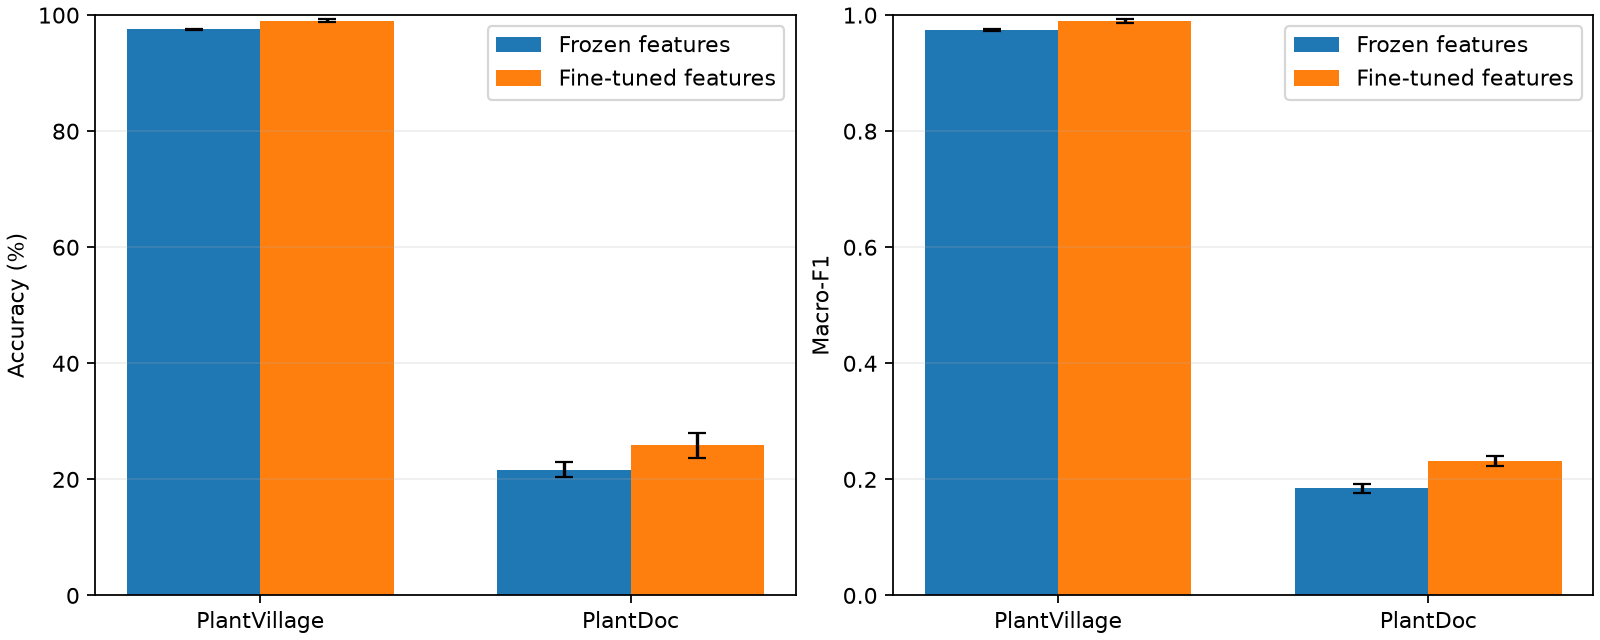 Accuracy (%)
100
80
60
40
20
0
Frozen features
Fine-tuned features
PlantVillage
PlantDoc
Macro-F1
1.0
0.8
0.6
0.4
0.2
0.0
Frozen features
Fine-tuned features
PlantVillage
PlantDoc